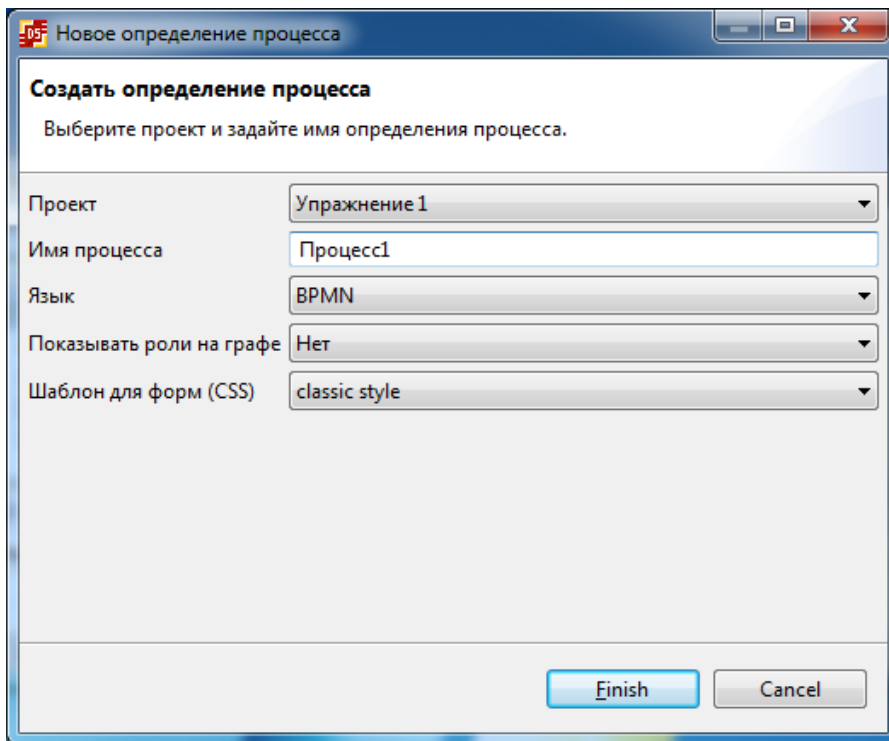 DS Новое определение процесса
Создать определение процесса
Выберите проект и задайте имя определения процесса.
Проект Упражнение 1
Имя процесса Процесс1
Язык BPMN
Показывать роли на графе Нет
Шаблон для форм (CSS) classic style
Finish Cancel